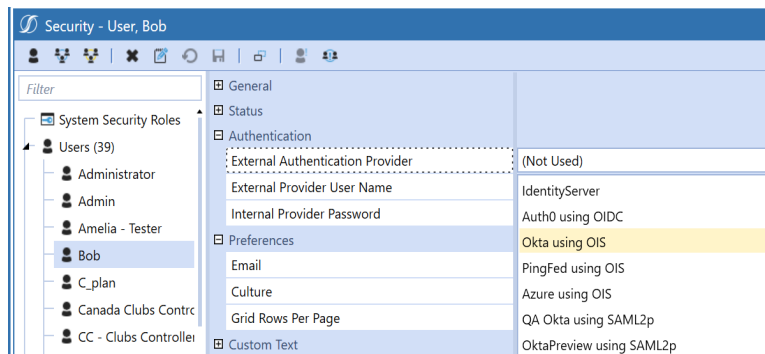 Security - User, Bob
Filter
System Security Roles
Users (39)
Administrator
Admin
Amelia - Tester
Bob
C_plan
Canada Clubs Contrc
CC - Clubs Controller
General
Status
Authentication
External Authentication Provider
(Not Used)
External Provider User Name
Internal Provider Password
Preferences
Email
Culture
Grid Rows Per Page
Custom Text
IdentityServer
Auth0 using OIDC
Okta using OIS
PingFed using OIS
Azure using OIS
QA Okta using SAML2p
OktaPreview using SAML2p